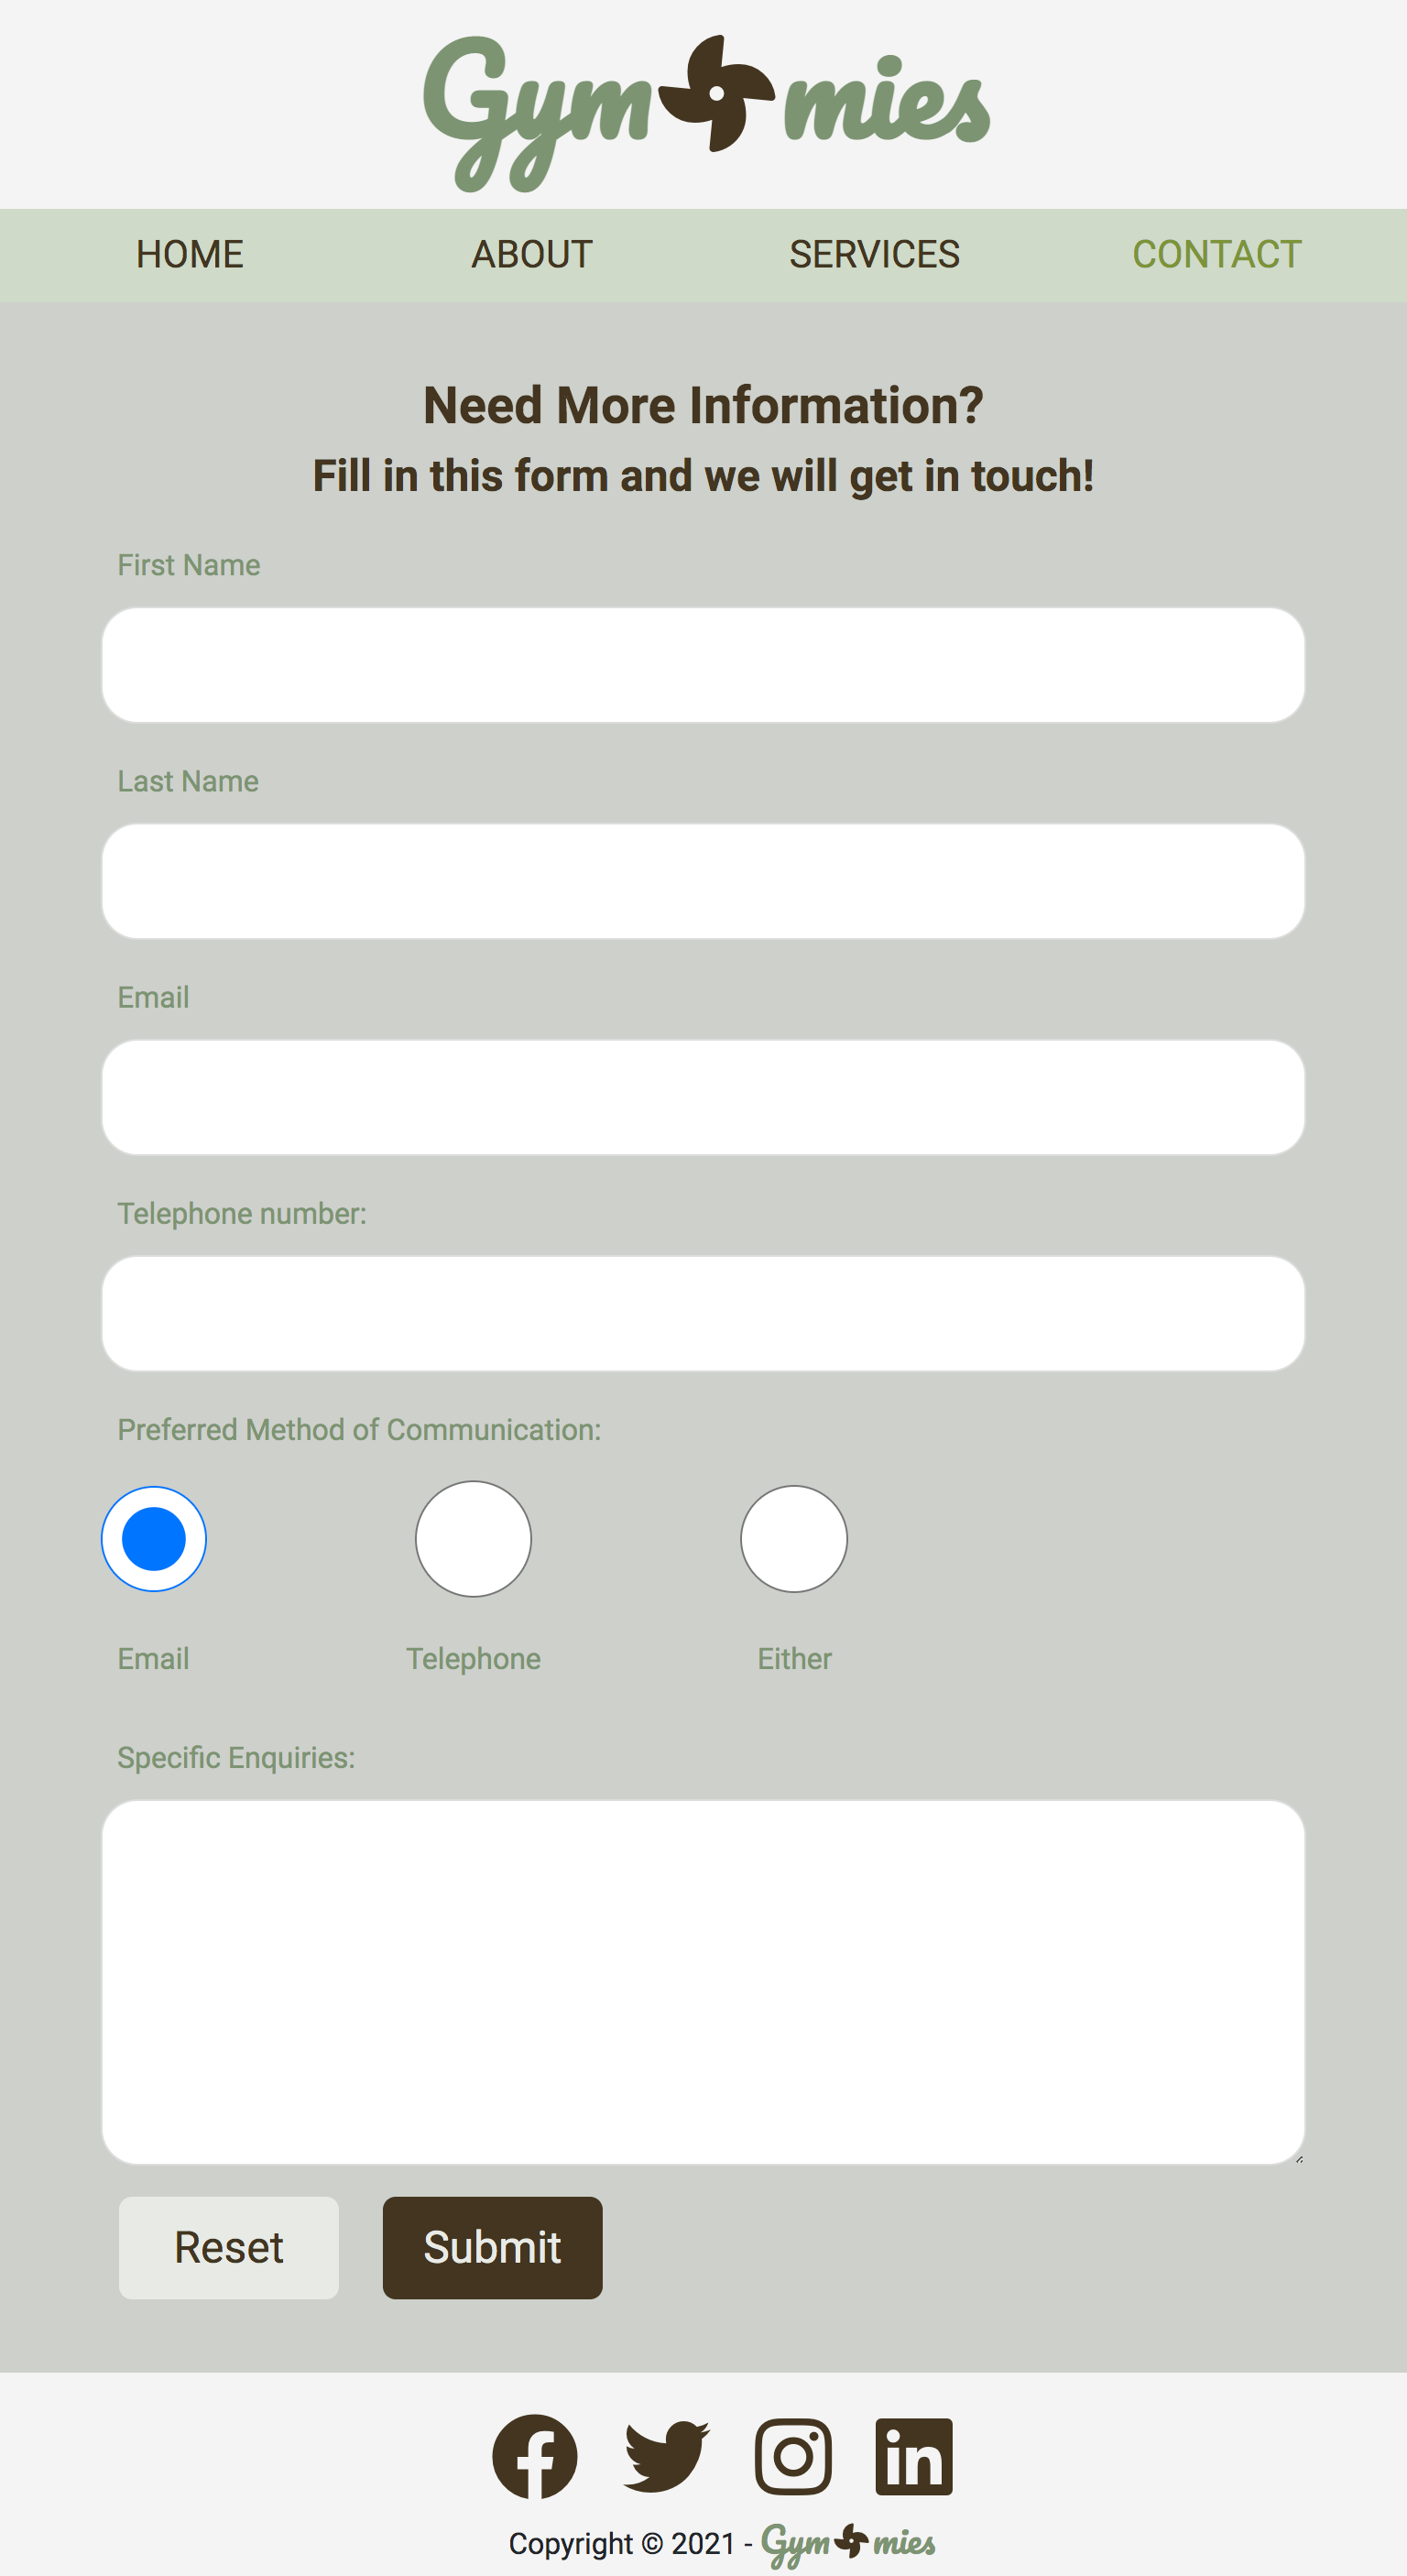 Gym mies
HOME ABOUT SERVICES CONTACT
Need More Information?
Fill in this form and we will get in touch!
First Name
Last Name
Email
Telephone number:
Preferred Method of Communication:
Email Telephone Either
Specific Enquiries:
Reset Submit
Copyright © 2021 - Gym mies